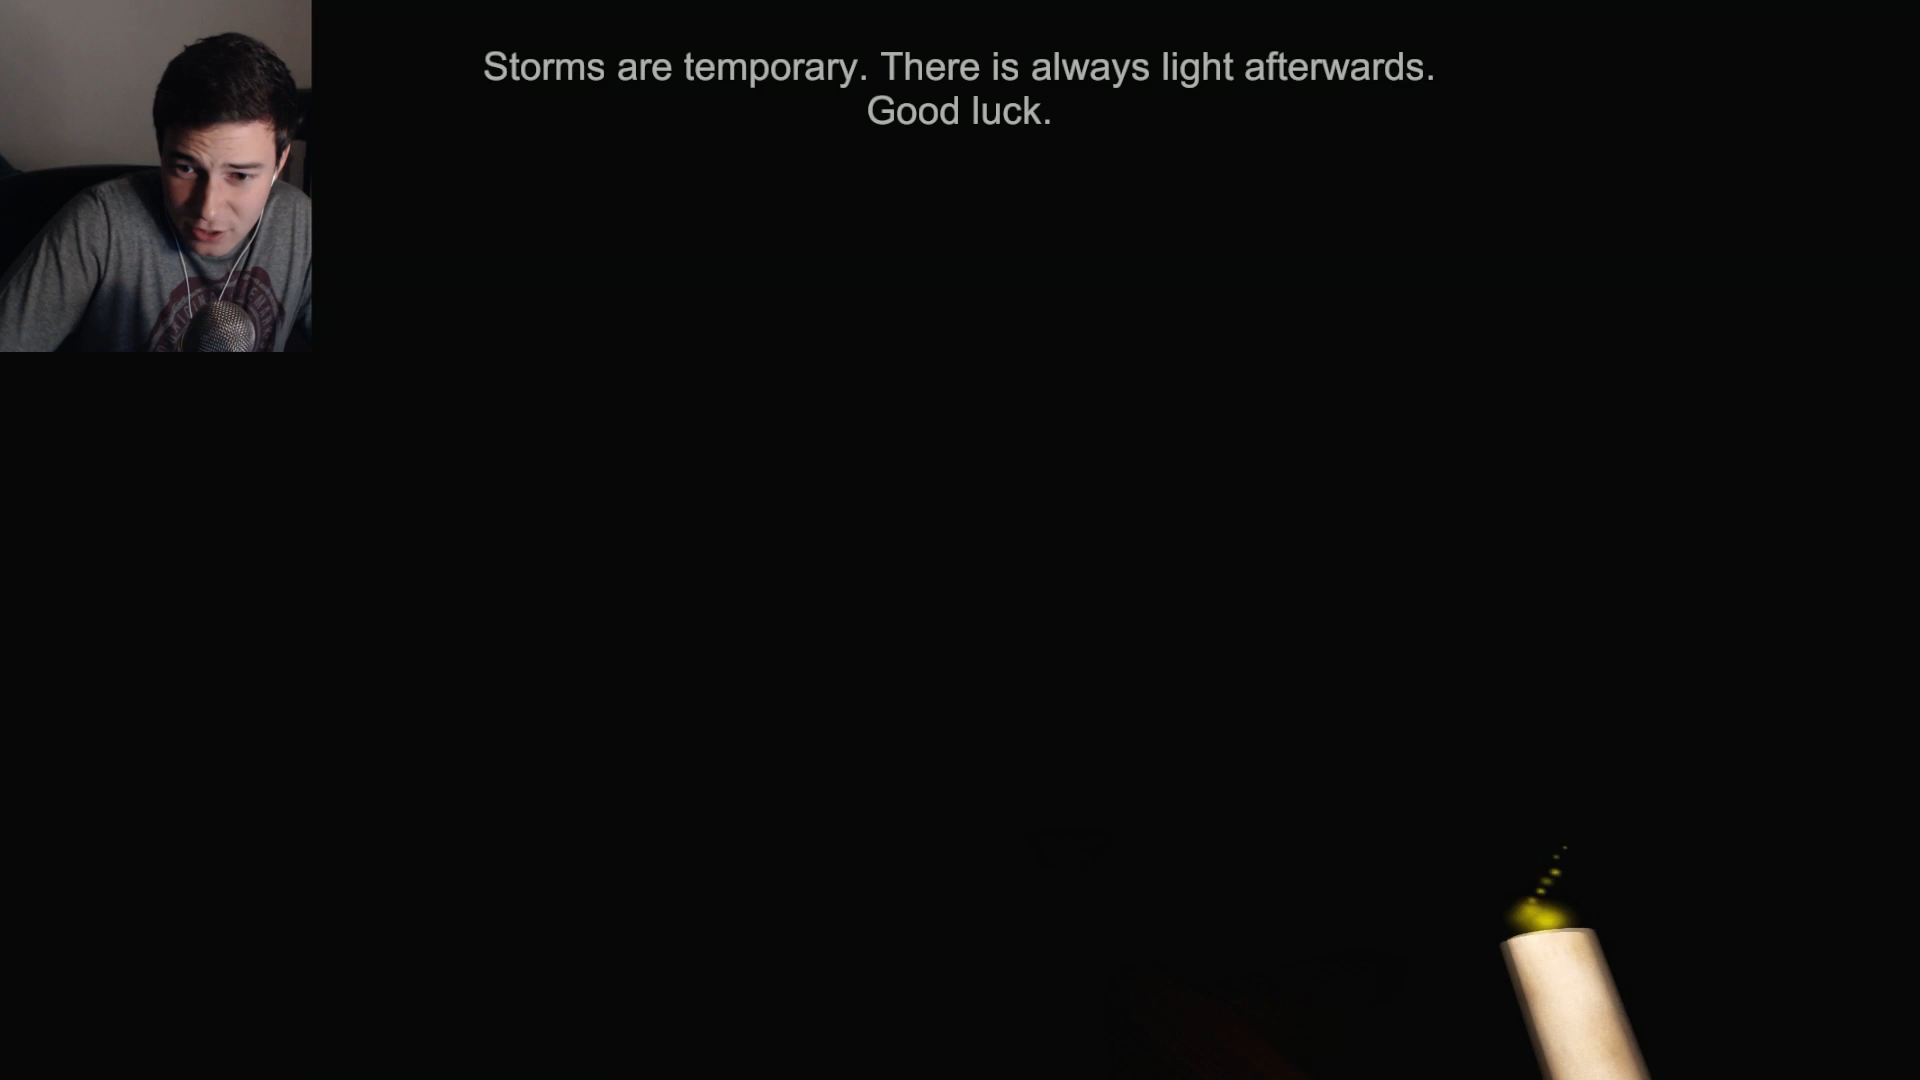 Storms are temporary. There is always light afterwards.
Good luck.